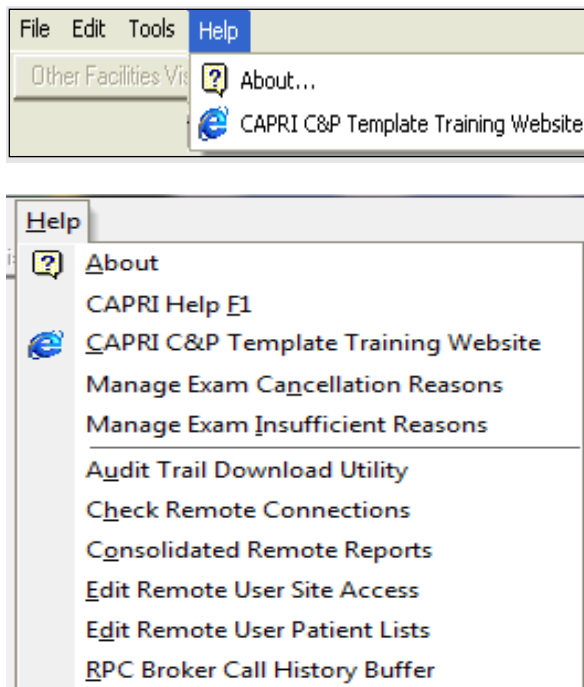 File Edit Tools Help
Other Facilities Vis
About...
CAPRI C&P Template Training Website
Help
About
CAPRI Help F1
CAPRI C&P Template Training Website
Manage Exam Cancellation Reasons
Manage Exam Insufficient Reasons
Audit Trail Download Utility
Check Remote Connections
Consolidated Remote Reports
Edit Remote User Site Access
Edit Remote User Patient Lists
RPC Broker Call History Buffer